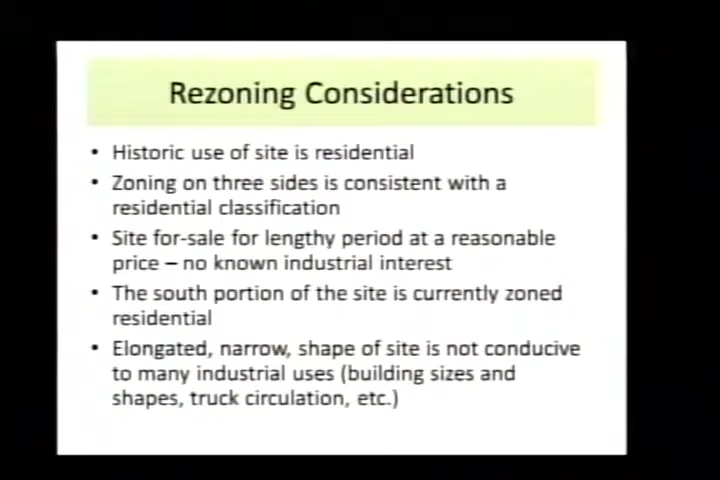 Rezoning Considerations
• Historic use of site is residential
• Zoning on three sides is consistent with a
residential classification
• Site for-sale for lengthy period at a reasonable
price – no known industrial interest
• The south portion of the site is currently zoned
residential
• Elongated, narrow, shape of site is not conducive
to many industrial uses (building sizes and
shapes, truck circulation, etc.)